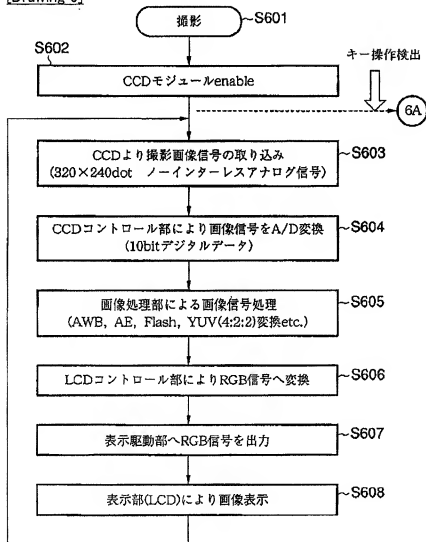 撮影
S601
S602
CCDモジュールenable
キー操作検出
6A
CCDより撮影画像信号の取り込み
(320×240dot ノーインターレスアナログ信号)
S603
CCDコントロール部により画像信号をA/D変換
(10bitデジタルデータ)
S604
画像処理部による画像信号処理
(AWB, AE, Flash, YUV(4:2:2)変換etc.)
S605
LCDコントロール部によりRGB信号へ変換
S606
表示駆動部へRGB信号を出力
S607
表示部(LCD)により画像表示
S608